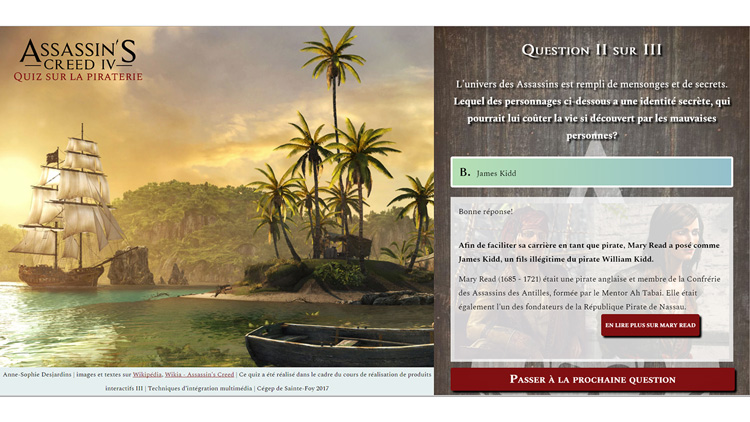 ASSASSIN'S
CREED IV
QUIZ SUR LA PIRATERIE
Anne-Sophie Desjardins | images et textes sur Wikipédia, Wikia - Assassin's Creed | Ce quiz a été réalisé dans le cadre du cours de réalisation de produits
interactifs III | Techniques d'intégration multimédia | Cégep de Sainte-Foy 2017
QUESTION II SUR III
L'univers des Assassins est rempli de mensonges et de secrets.
Lequel des personnages ci-dessous a une identité secrète, qui
pourrait lui coûter la vie si découvert par les mauvaises
personnes?
B. James Kidd
Bonne réponse!
Afin de faciliter sa carrière en tant que pirate, Mary Read a posé comme
James Kidd, un fils illégitime du pirate William Kidd.
Mary Read (1685 - 1721) était une pirate anglaise et membre de la Confrérie
des Assassins des Antilles, formée par le Mentor Ah Tabai. Elle était
également l'un des fondateurs de la République Pirate de Nassau.
EN LIRE PLUS SUR MARY READ
PASSER À LA PROCHAINE QUESTION